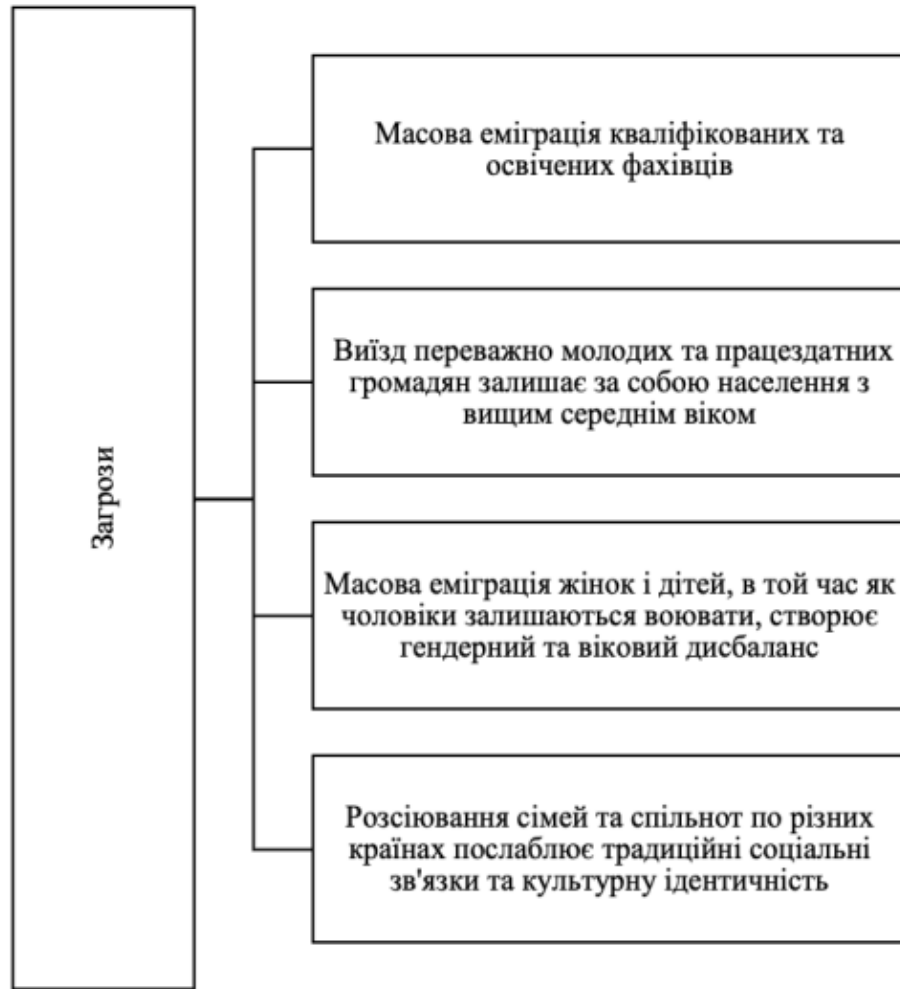 Загрози
Масова еміграція кваліфікованих та
освічених фахівців
Виїзд переважно молодих та працездатних
громадян залишає за собою населення з
вищим середнім віком
Масова еміграція жінок і дітей, в той час як
чоловіки залишаються воювати, створює
гендерний та віковий дисбаланс
Розсіювання сімей та спільнот по різних
країнах послаблює традиційні соціальні
зв'язки та культурну ідентичність